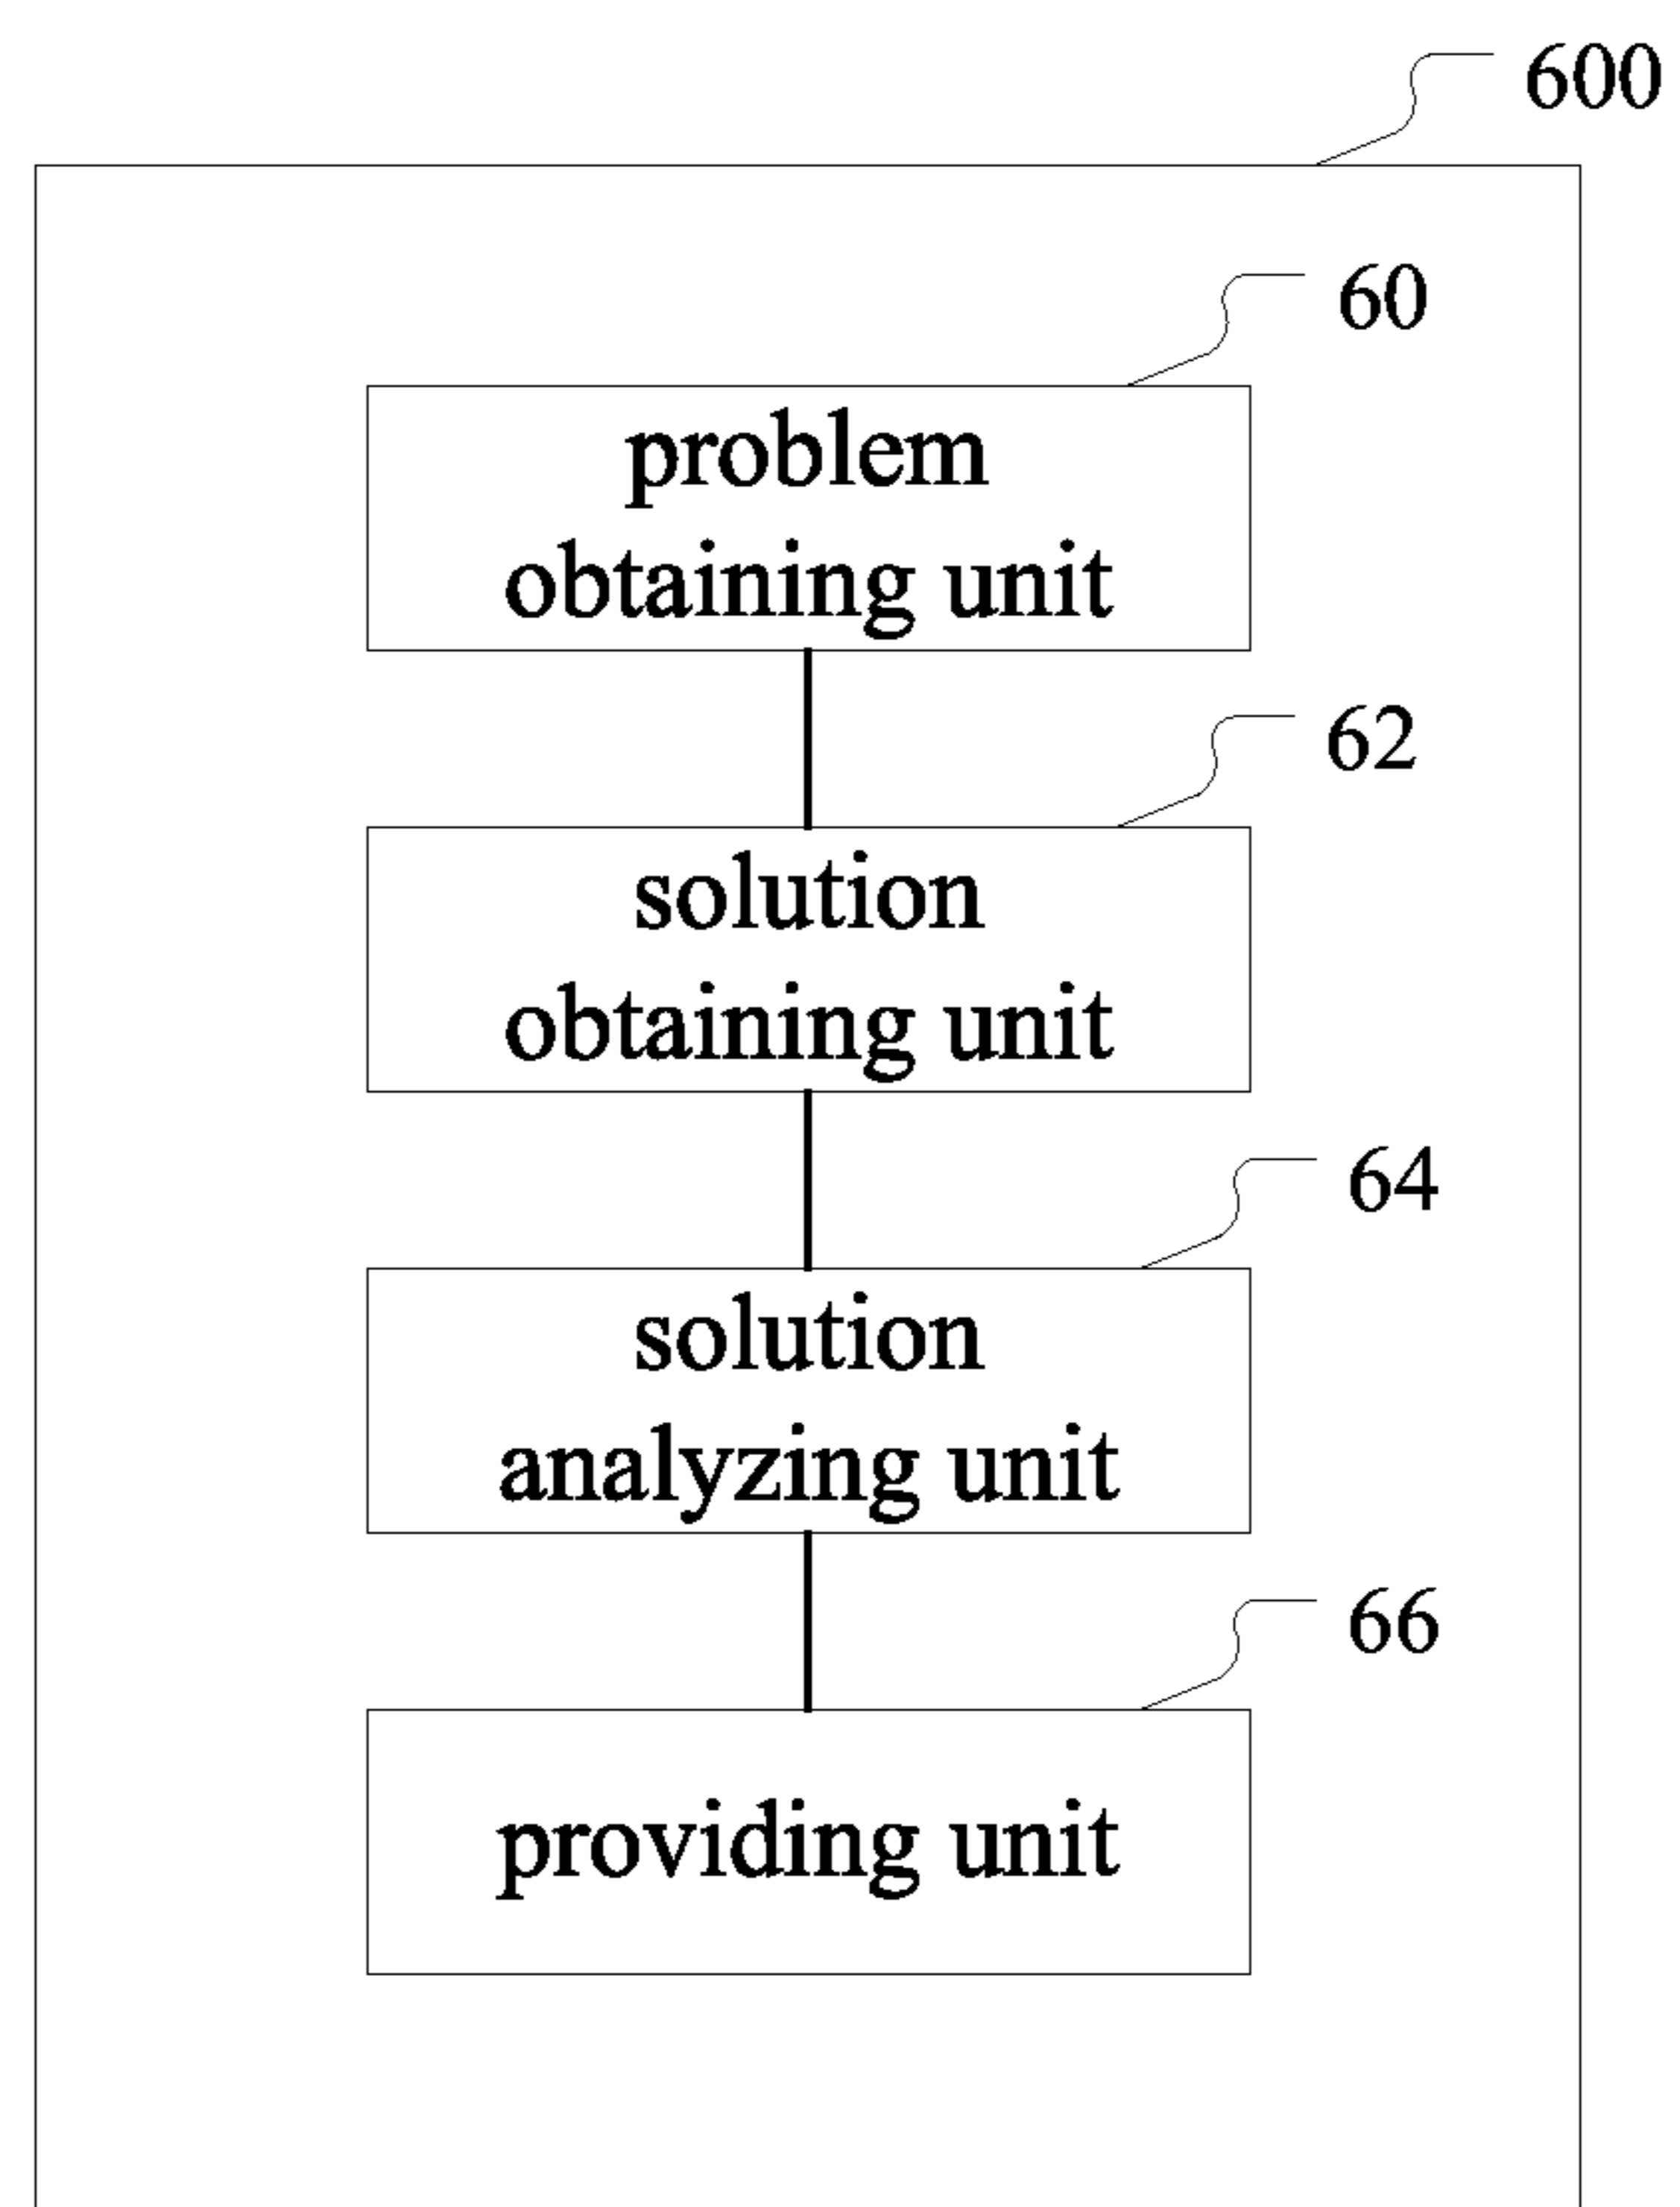 600
60
problem
obtaining unit
62
solution
obtaining unit
64
solution
analyzing unit
66
providing unit